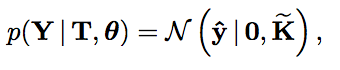 p(Y | T, θ) = 𝒩 (ŷ | 0, K̃) ,